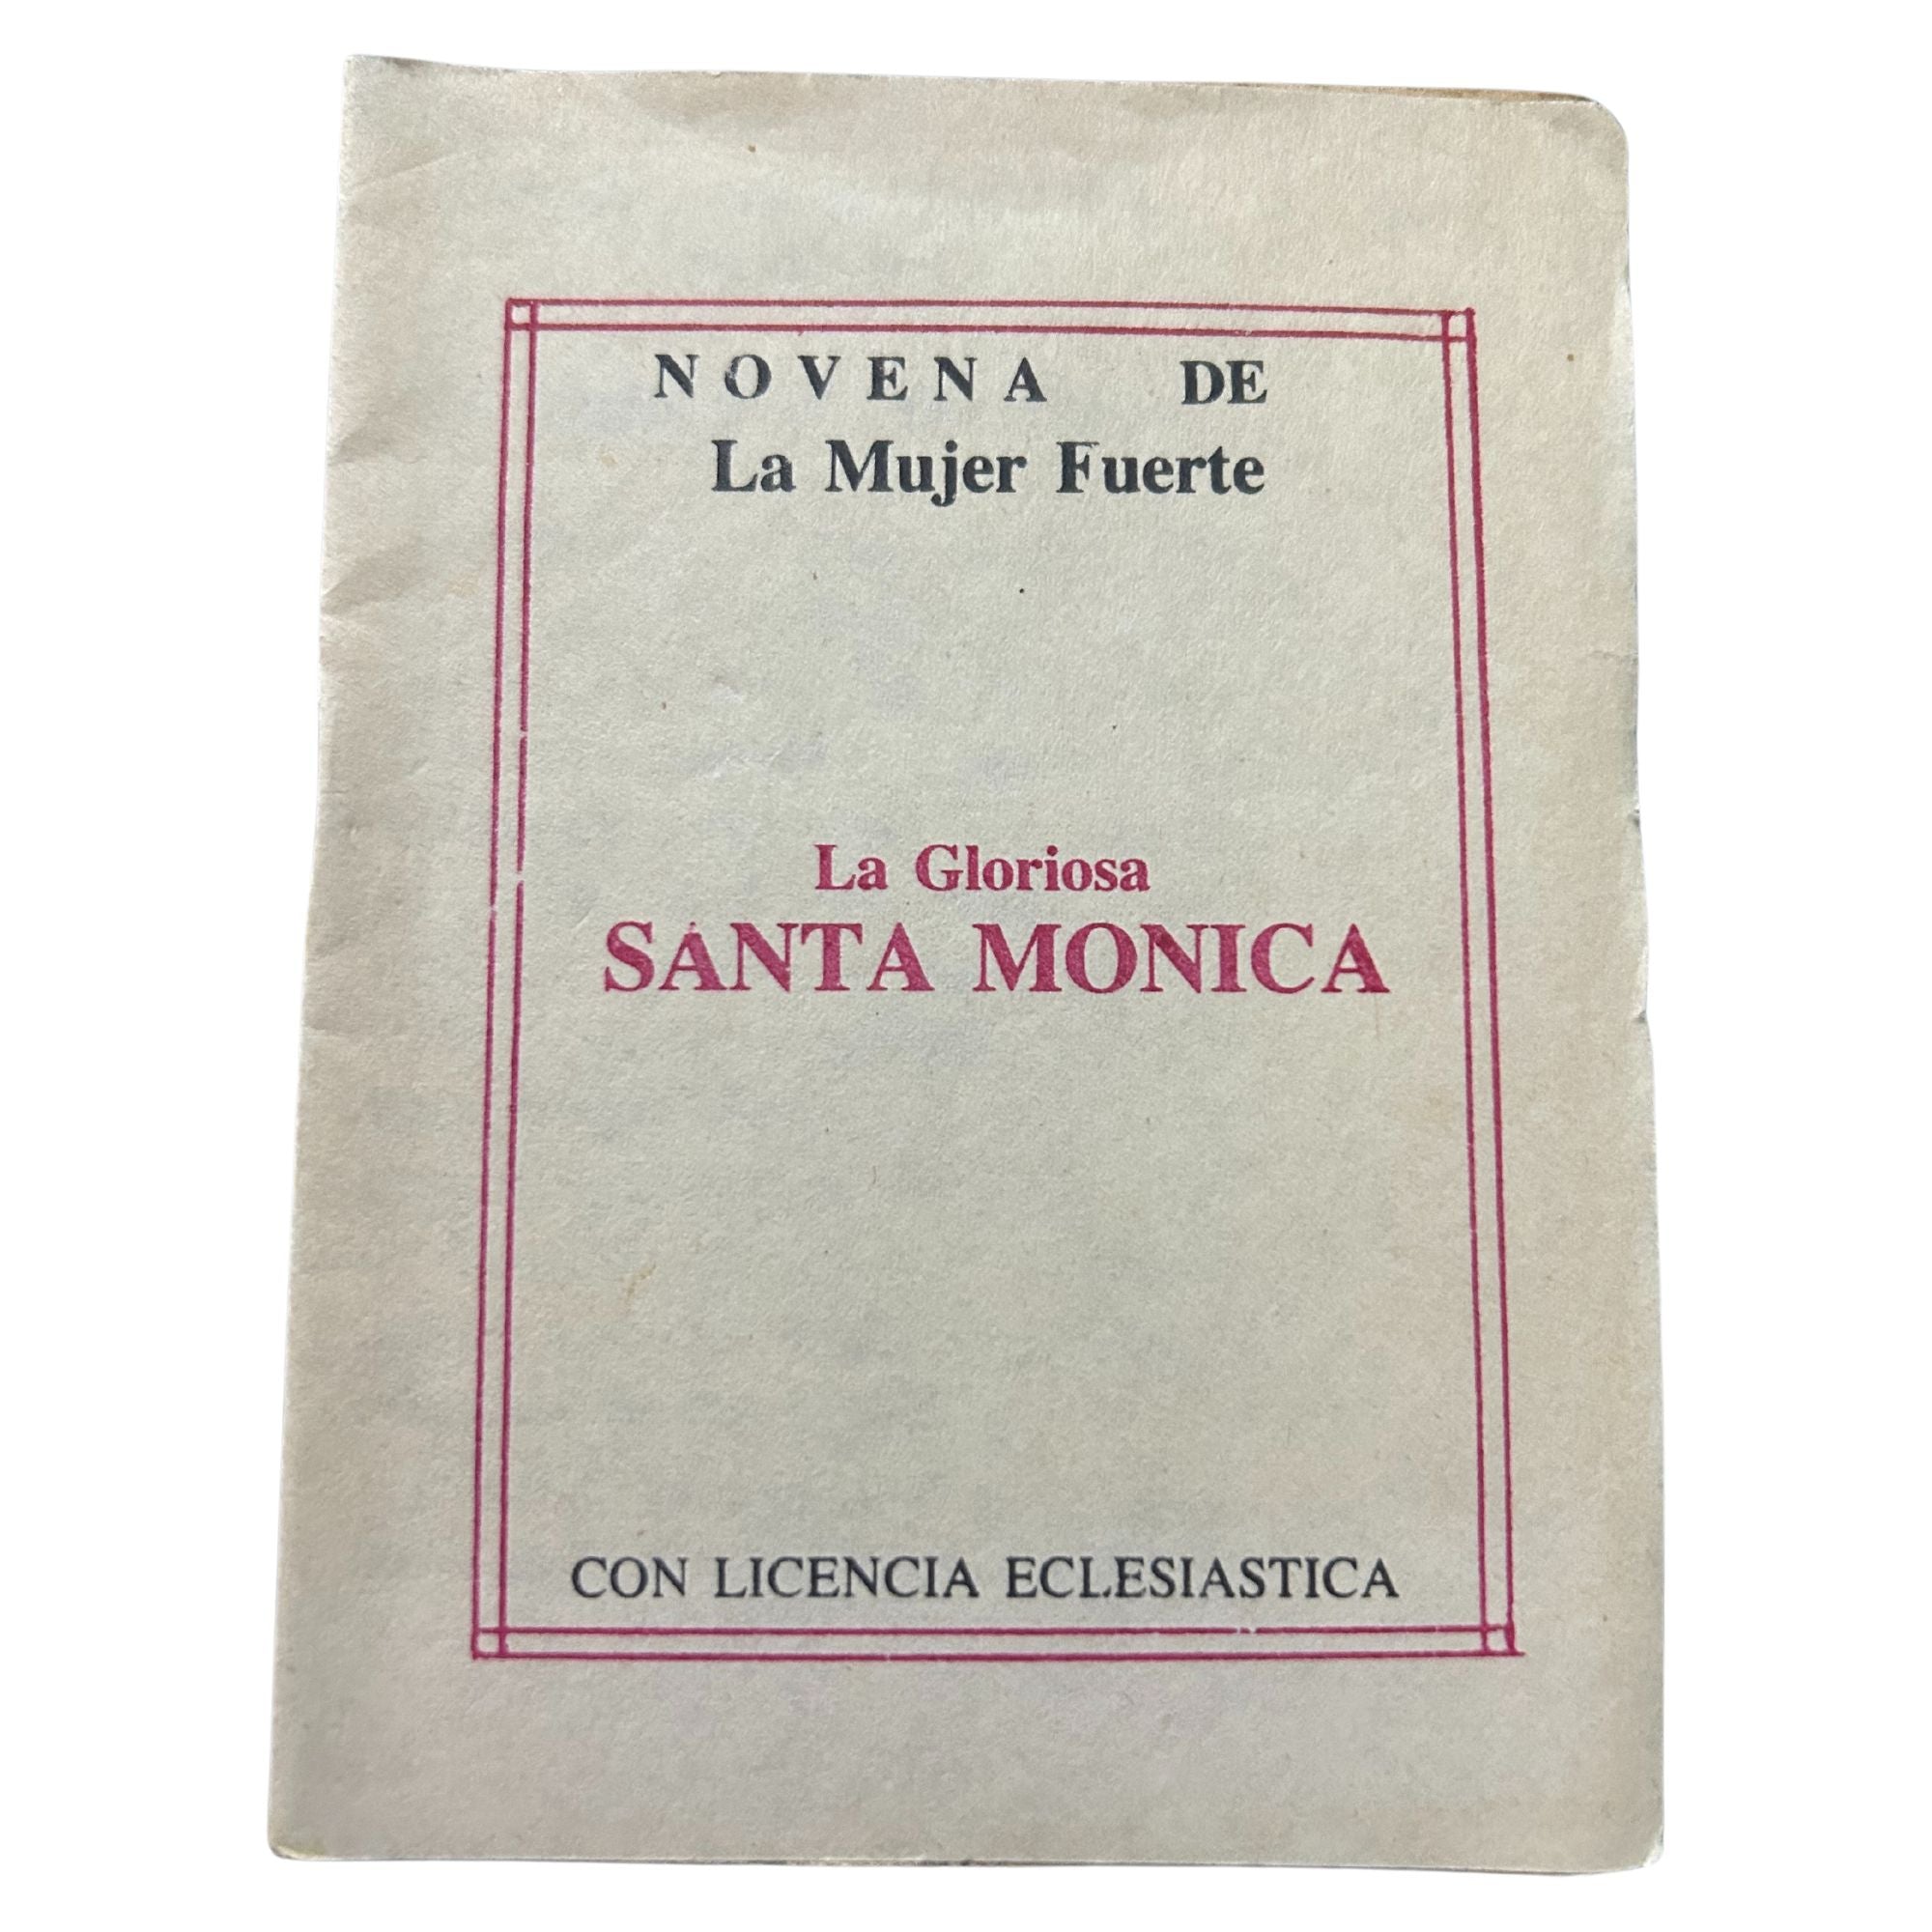 NOVENA DE
La Mujer Fuerte
La Gloriosa
SANTA MONICA
CON LICENCIA ECLESIASTICA